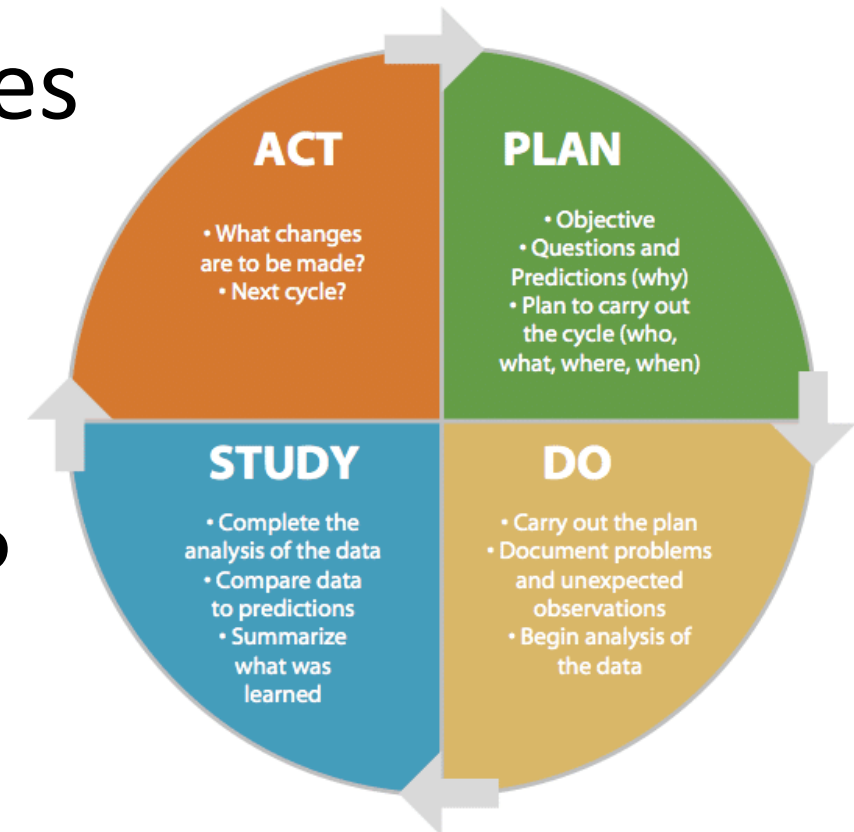 es
ACT
• What changes
are to be made?
• Next cycle?
PLAN
• Objective
• Questions and
Predictions (why)
• Plan to carry out
the cycle (who,
what, where, when)
STUDY
• Complete the
analysis of the data
• Compare data
to predictions
• Summarize
what was
learned
DO
• Carry out the plan
• Document problems
and unexpected
observations
• Begin analysis of
the data